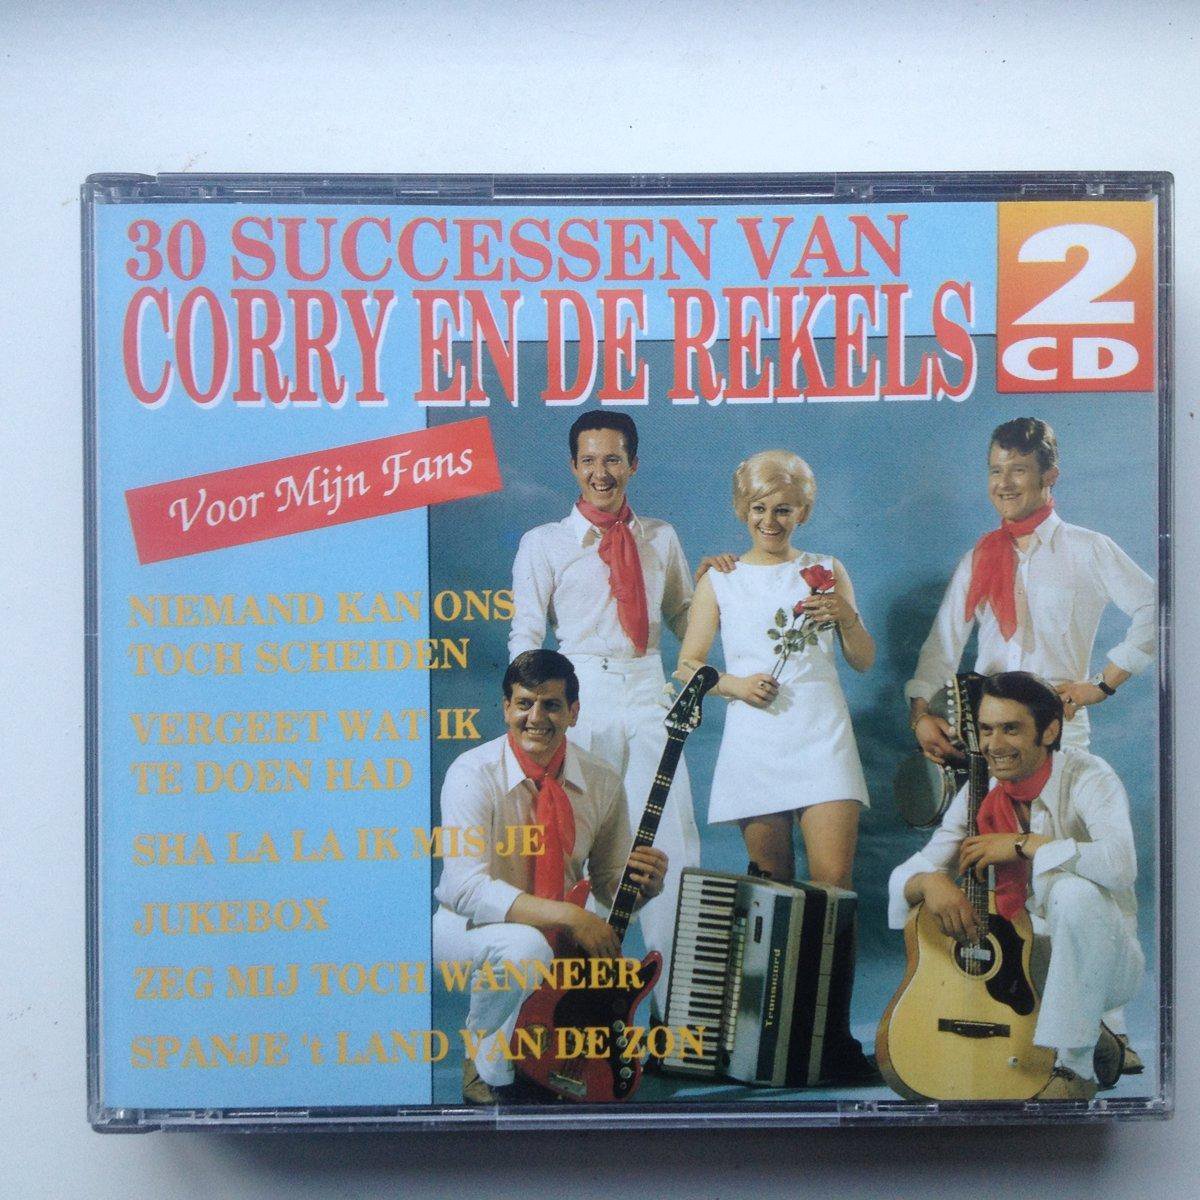 30 SUCCESSEN VAN
CORRY EN DE REKELS
2
CD
Voor Mijn Fans
NIEMAND KAN ONS
TOCH SCHEIDEN
VERGEET WAT IK
TE DOEN HAD
SHA LA LA IK MIS JE
JUKEBOX
ZEG MIJ TOCH WANNEER
SPANJE 't LAND VAN DE ZON
Transicord